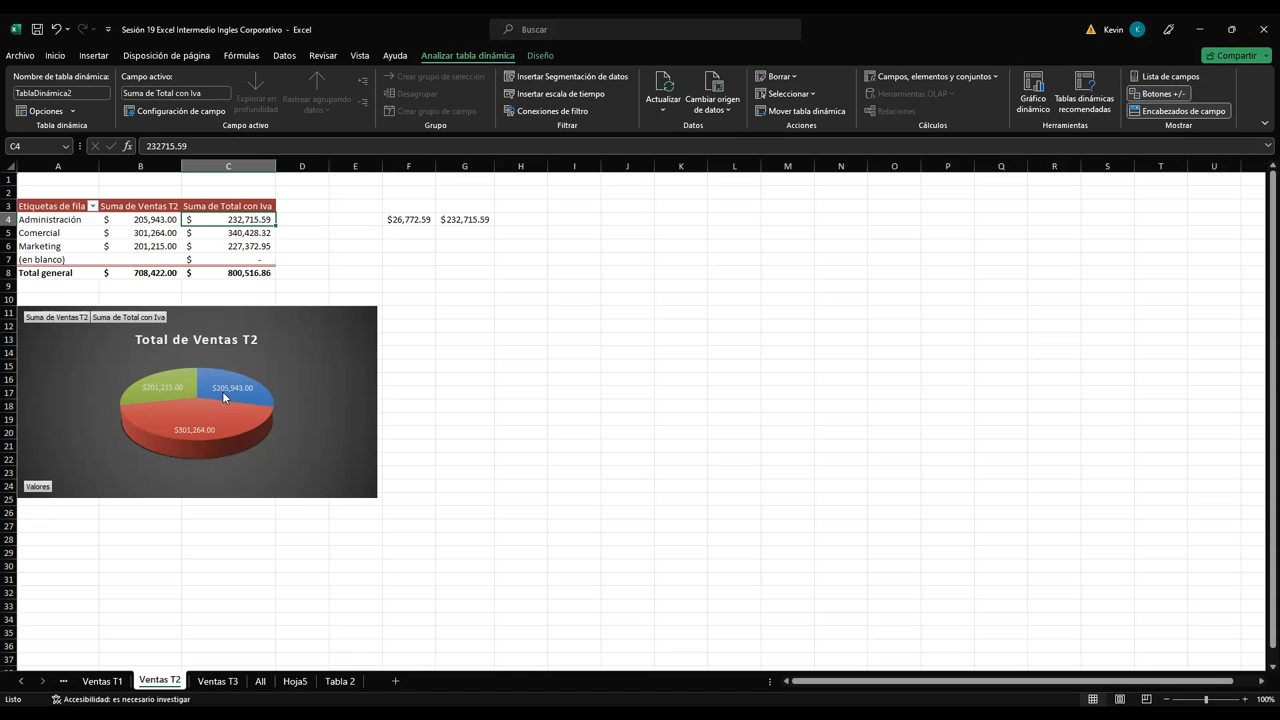 Sesión 19 Excel Intermedio Ingles Corporativo - Excel
Buscar
Kevin K
Archivo Inicio Insertar Disposición de página Fórmulas Datos Revisar Vista Ayuda Analizar tabla dinámica Diseño
Compartir
Nombre de tabla dinámica:
TablaDinámica2
Opciones
Tabla dinámica
Campo activo:
Suma de Total con Iva
Configuración de campo
Explorar en profundidad
Rastrear agrupando datos
Campo activo
Crear grupo de selección
Desagrupar
Crear grupo de campos
Grupo
Insertar Segmentación de datos
Insertar escala de tiempo
Conexiones de filtro
Filtrar
Actualizar
Cambiar origen de datos
Datos
Borrar
Seleccionar
Mover tabla dinámica
Acciones
Campos, elementos y conjuntos
Herramientas OLAP
Relaciones
Cálculos
Gráfico dinámico
Tablas dinámicas recomendadas
Herramientas
Lista de campos
Botones +/-
Encabezados de campo
Mostrar
C4 fx 232715.59
A B C D E F G H I J K L M N O P Q R S T U
1
2
3 Etiquetas de fila Suma de Ventas T2 Suma de Total con Iva
4 Administración $ 205,943.00 $ 232,715.59 $26,772.59 $232,715.59
5 Comercial $ 301,264.00 $ 340,428.32
6 Marketing $ 201,215.00 $ 227,372.95
7 (en blanco) $ -
8 Total general $ 708,422.00 $ 800,516.86
9
10
11
12
13
14
15
16
17
18
19
20
21
22
23
24
25
26
27
28
29
30
31
32
33
34
35
36
37
Suma de Ventas T2 Suma de Total con Iva
Total de Ventas T2
$201,215.00 $205,943.00
$301,264.00
Valores
Ventas T1 Ventas T2 Ventas T3 All Hoja5 Tabla 2
Listo Accesibilidad: es necesario investigar 100%